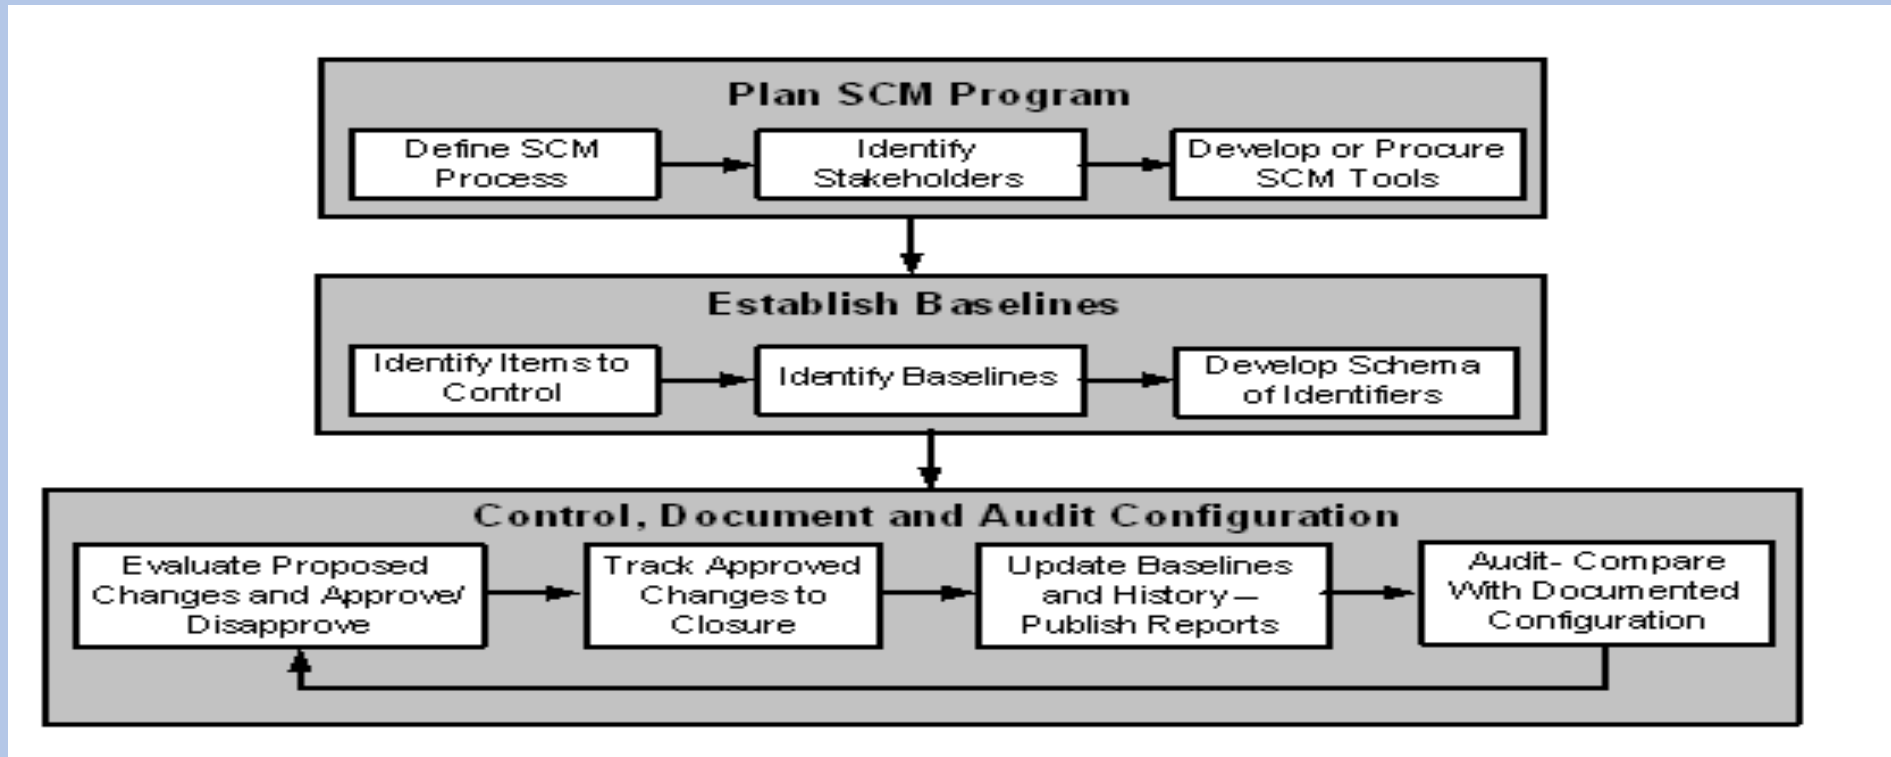 Plan SCM Program
Define SCM
Process
Identify
Stakeholders
Develop or Procure
SCM Tools
Establish Baselines
Identify Items to
Control
Identify Baselines
Develop Schema
of Identifiers
Control, Document and Audit Configuration
Evaluate Proposed
Changes and Approve/
Disapprove
Track Approved
Changes to
Closure
Update Baselines
and History —
Publish Reports
Audit- Compare
With Documented
Configuration